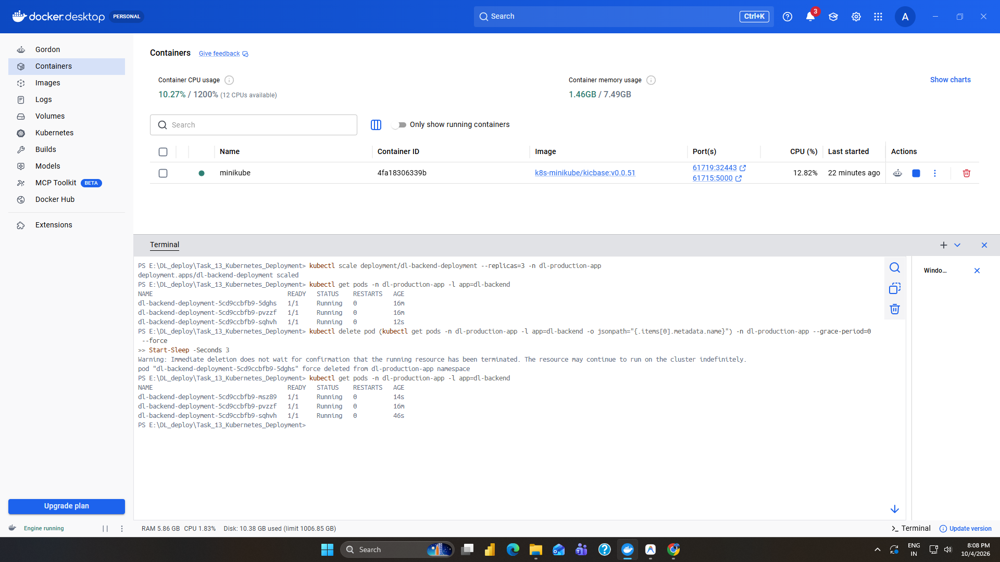 docker.desktop PERSONAL
Search Ctrl+K
3
A
Gordon
Containers
Images
Logs
Volumes
Kubernetes
Builds
Models
MCP Toolkit BETA
Docker Hub
Extensions
Containers Give feedback
Container CPU usage
10.27% / 1200% (12 CPUs available)
Container memory usage
1.46GB / 7.49GB
Show charts
Search
Only show running containers
Name Container ID Image Port(s) CPU (%) Last started Actions
minikube 4fa18306339b k8s-minikube/kicbase:v0.0.51 61719:32443 12.82% 22 minutes ago
61715:5000
Terminal
PS E:\DL_deploy\Task_13_Kubernetes_Deployment> kubectl scale deployment/dl-backend-deployment --replicas=3 -n dl-production-app
deployment.apps/dl-backend-deployment scaled
PS E:\DL_deploy\Task_13_Kubernetes_Deployment> kubectl get pods -n dl-production-app -l app=dl-backend
NAME READY STATUS RESTARTS AGE
dl-backend-deployment-5cd9ccbfb9-5dghs 1/1 Running 0 16m
dl-backend-deployment-5cd9ccbfb9-pvzzf 1/1 Running 0 16m
dl-backend-deployment-5cd9ccbfb9-sqhvh 1/1 Running 0 12s
PS E:\DL_deploy\Task_13_Kubernetes_Deployment> kubectl delete pod (kubectl get pods -n dl-production-app -l app=dl-backend -o jsonpath="{.items[0].metadata.name}") -n dl-production-app --grace-period=0
--force
>> Start-Sleep -Seconds 3
Warning: Immediate deletion does not wait for confirmation that the running resource has been terminated. The resource may continue to run on the cluster indefinitely.
pod "dl-backend-deployment-5cd9ccbfb9-5dghs" force deleted from dl-production-app namespace
PS E:\DL_deploy\Task_13_Kubernetes_Deployment> kubectl get pods -n dl-production-app -l app=dl-backend
NAME READY STATUS RESTARTS AGE
dl-backend-deployment-5cd9ccbfb9-msz89 1/1 Running 0 14s
dl-backend-deployment-5cd9ccbfb9-pvzzf 1/1 Running 0 16m
dl-backend-deployment-5cd9ccbfb9-sqhvh 1/1 Running 0 46s
PS E:\DL_deploy\Task_13_Kubernetes_Deployment>
Windo...
Upgrade plan
Engine running
RAM 5.86 GB CPU 1.83% Disk: 10.38 GB used (limit 1006.85 GB)
Terminal Update version
Search
ENG
IN
8:08 PM
10/4/2026